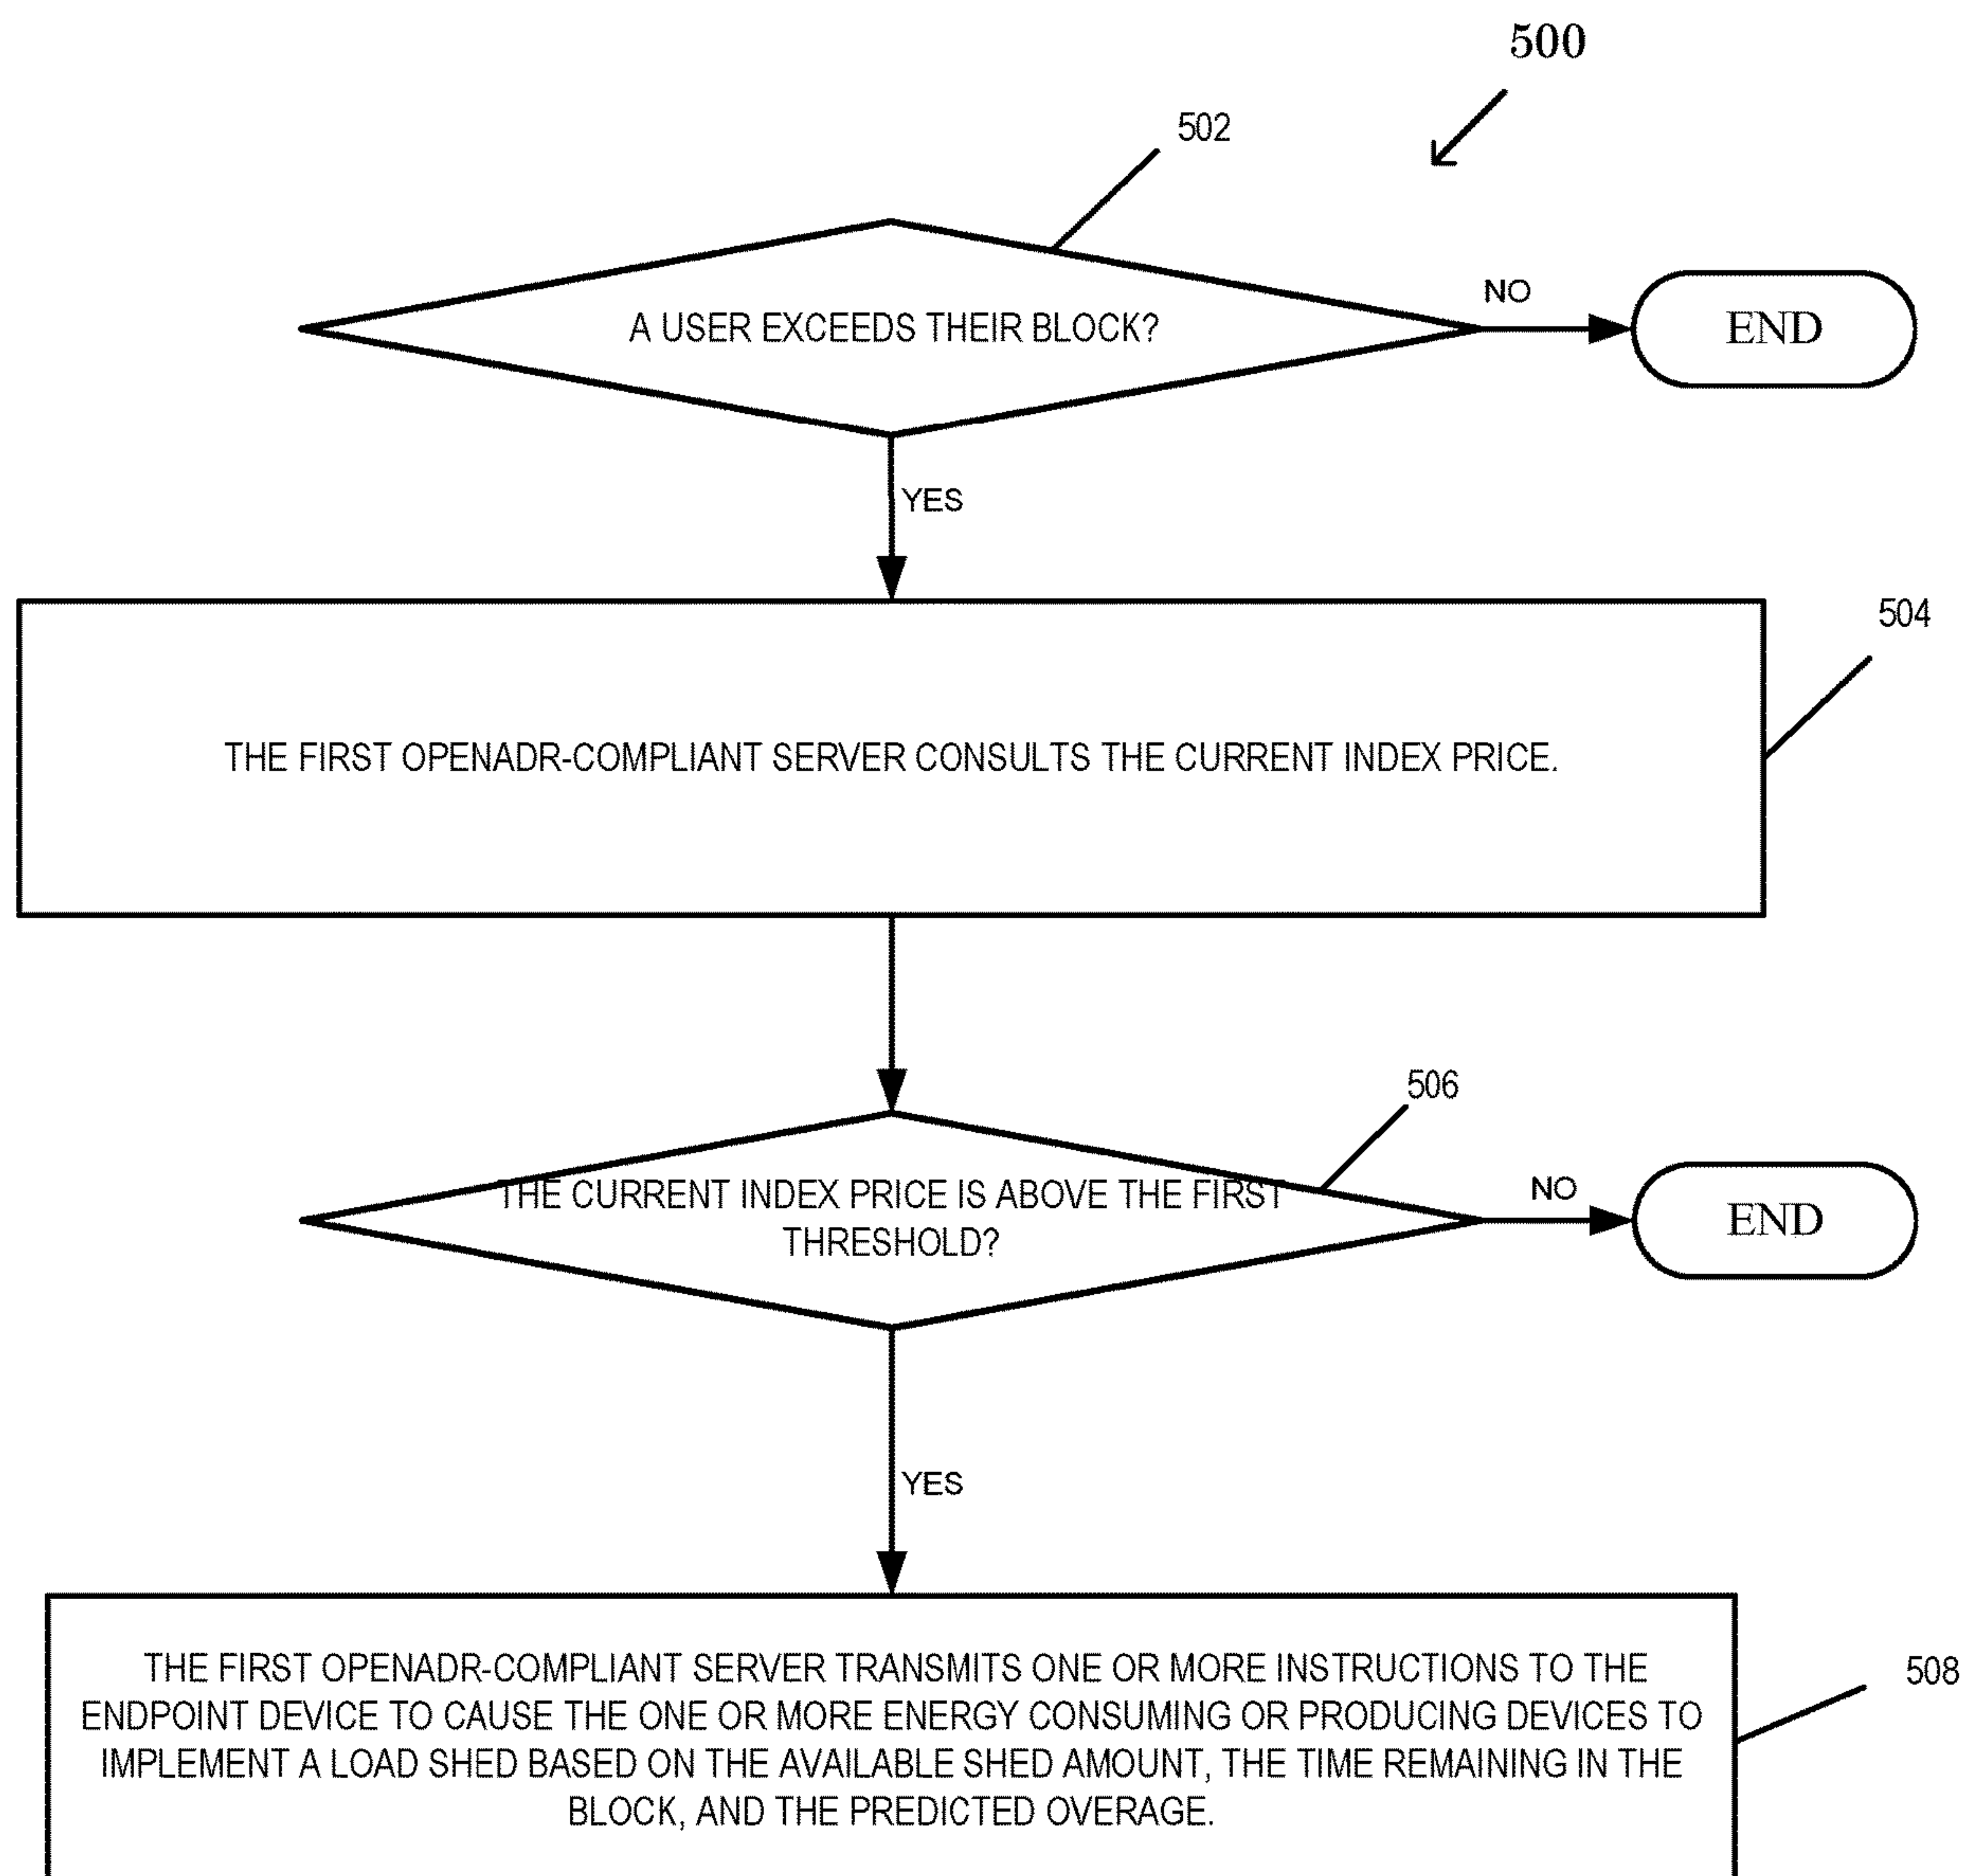 500
502
A USER EXCEEDS THEIR BLOCK?
NO
END
YES
504
THE FIRST OPENADR-COMPLIANT SERVER CONSULTS THE CURRENT INDEX PRICE.
506
THE CURRENT INDEX PRICE IS ABOVE THE FIRST
THRESHOLD?
NO
END
YES
THE FIRST OPENADR-COMPLIANT SERVER TRANSMITS ONE OR MORE INSTRUCTIONS TO THE
ENDPOINT DEVICE TO CAUSE THE ONE OR MORE ENERGY CONSUMING OR PRODUCING DEVICES TO
IMPLEMENT A LOAD SHED BASED ON THE AVAILABLE SHED AMOUNT, THE TIME REMAINING IN THE
BLOCK, AND THE PREDICTED OVERAGE.
508